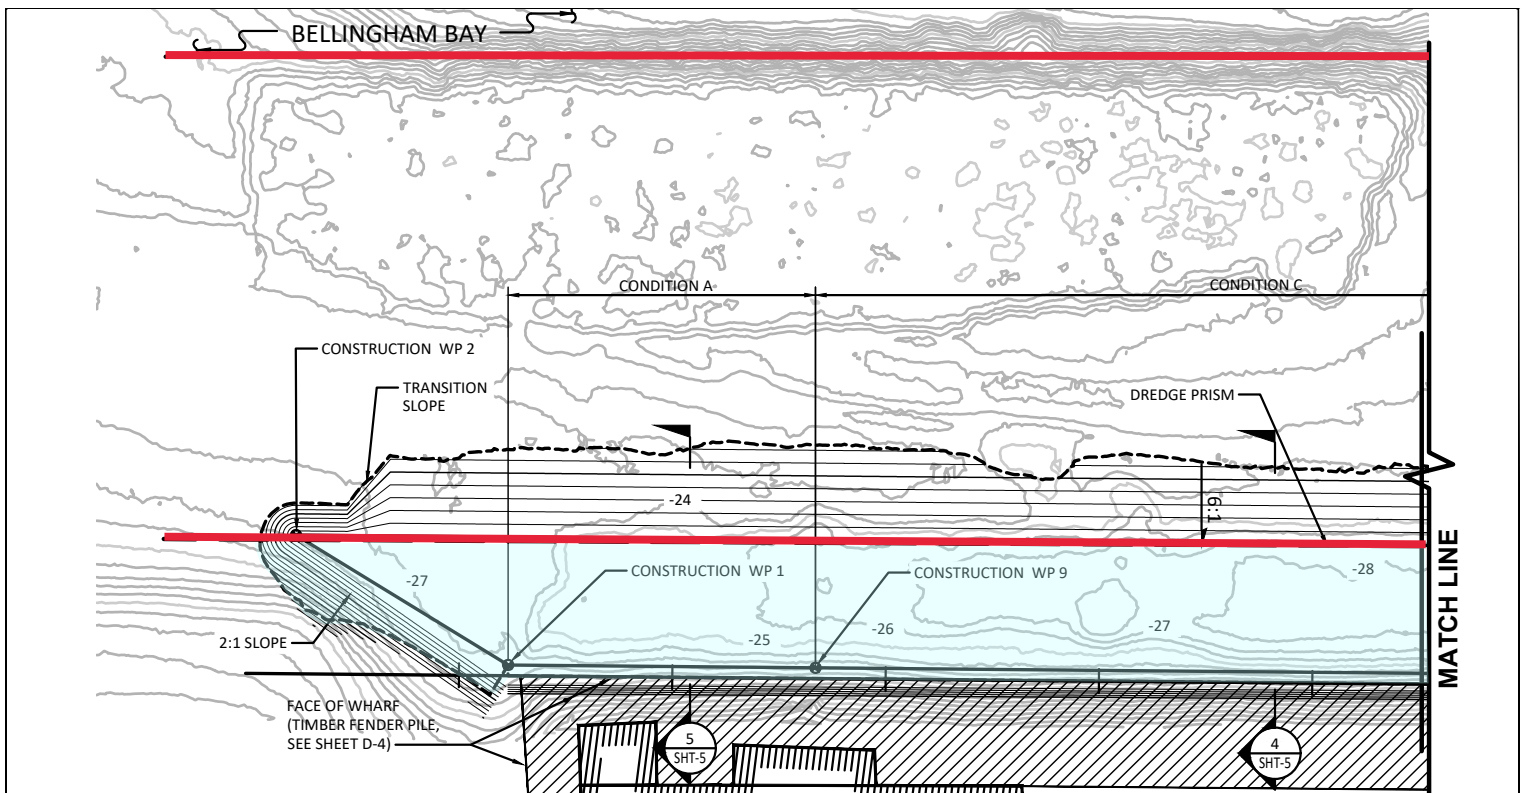 BELLINGHAM BAY
CONDITION A
CONDITION C
CONSTRUCTION WP 2
TRANSITION
SLOPE
DREDGE PRISM
-24
6:1
MATCH LINE
-27
CONSTRUCTION WP 1
CONSTRUCTION WP 9
-28
2:1 SLOPE
-25
-26
-27
FACE OF WHARF
(TIMBER FENDER PILE,
SEE SHEET D-4)
5
SHT-5
4
SHT-5